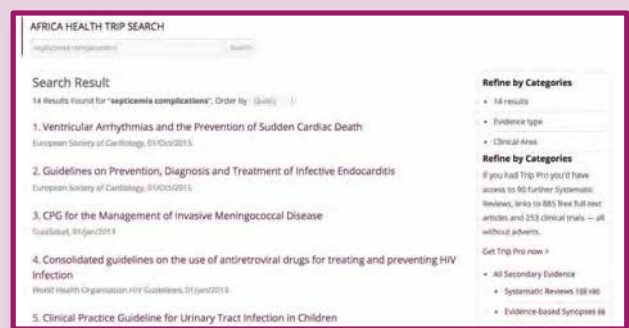 AFRICA HEALTH TRIP SEARCH
septicemia complications
Search
Search Result
14 Results Found for "septicemia complications", Order by Quality
1. Ventricular Arrhythmias and the Prevention of Sudden Cardiac Death
European Society of Cardiology, 01/Oct/2015
2. Guidelines on Prevention, Diagnosis and Treatment of Infective Endocarditis
European Society of Cardiology, 01/Oct/2015
3. CPG for the Management of Invasive Meningococcal Disease
GuiaSalud, 01/Jan/2013
4. Consolidated guidelines on the use of antiretroviral drugs for treating and preventing HIV
Infection
World Health Organisation HIV Guidelines, 01/Jan/2013
5. Clinical Practice Guideline for Urinary Tract Infection in Children
Refine by Categories
14 results
Evidence type
Clinical Area
Refine by Categories
If you had Trip Pro you'd have
access to 90 further Systematic
Reviews, links to 885 free full-text
articles and 253 clinical trials — all
without adverts.
Get Trip Pro now >
All Secondary Evidence
Systematic Reviews
Evidence-based Synopses